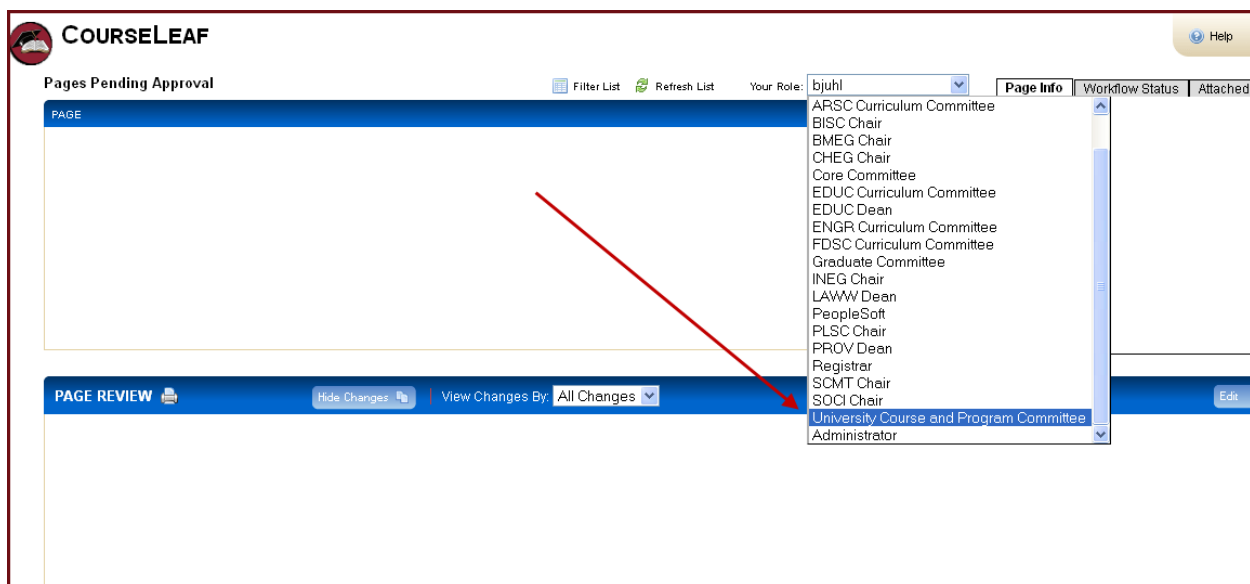 COURSELEAF
Help
Pages Pending Approval
Filter List
Refresh List
Your Role:
bjuhl
Page Info
Workflow Status
Attached
PAGE
ARSC Curriculum Committee
BISC Chair
BMEG Chair
CHEG Chair
Core Committee
EDUC Curriculum Committee
EDUC Dean
ENGR Curriculum Committee
FDSC Curriculum Committee
Graduate Committee
INEG Chair
LAWW Dean
PeopleSoft
PLSC Chair
PROV Dean
Registrar
SCMT Chair
SOCI Chair
University Course and Program Committee
Administrator
PAGE REVIEW
Hide Changes
View Changes By:
All Changes
Edit